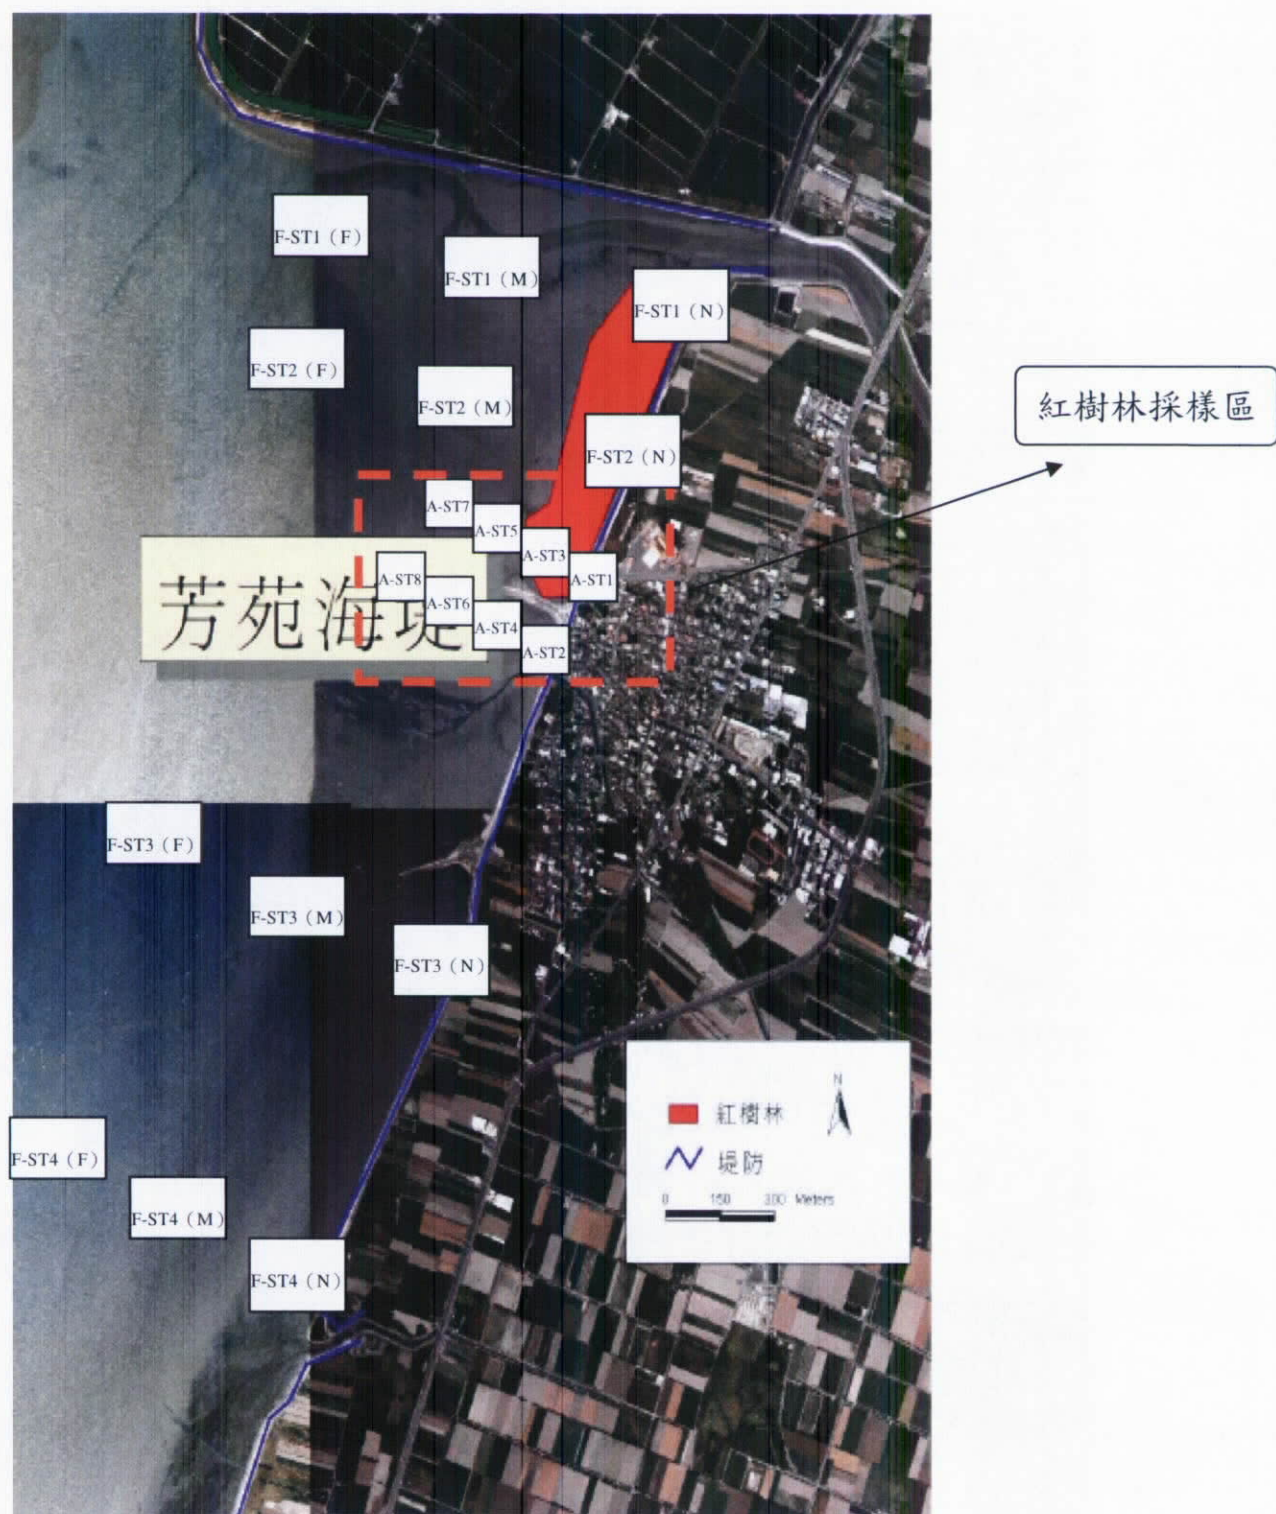 F-ST1（F）
F-ST1（M）
F-ST1（N）
F-ST2（F）
F-ST2（M）
紅樹林採樣區
F-ST2（N）
A-ST7
A-ST5
A-ST3
A-ST1
芳苑海堤
A-ST8
A-ST6
A-ST4
A-ST2
F-ST3（F）
F-ST3（M）
F-ST3（N）
N
紅樹林
堤防
0 150 300 Meters
F-ST4（F）
F-ST4（M）
F-ST4（N）